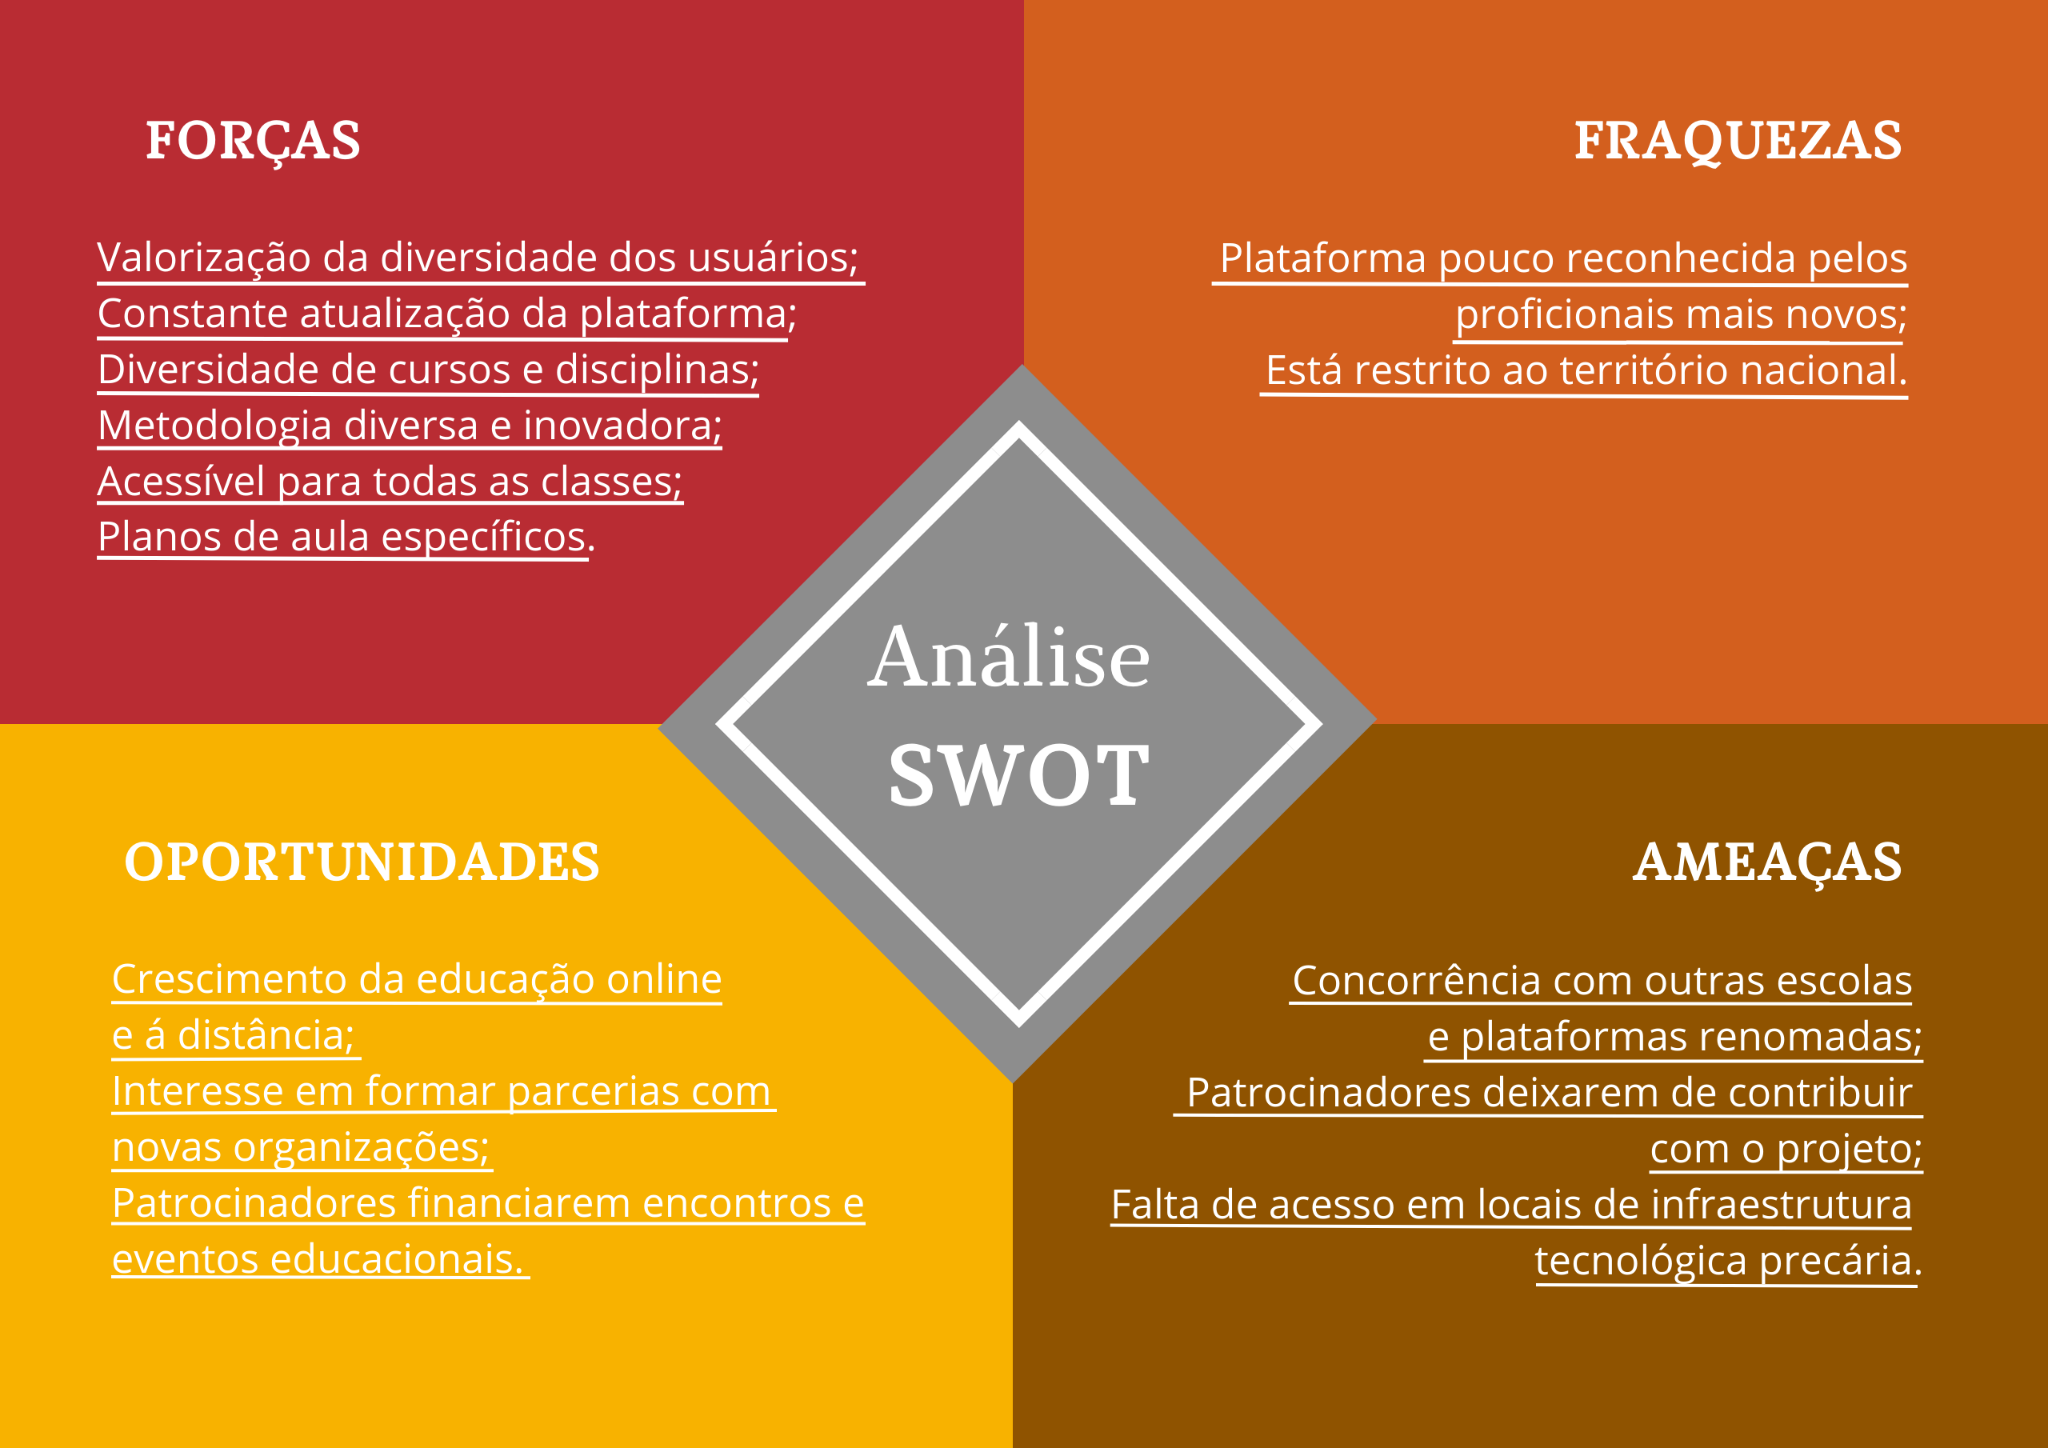 FORÇAS
Valorização da diversidade dos usuários;
Constante atualização da plataforma;
Diversidade de cursos e disciplinas;
Metodologia diversa e inovadora;
Acessível para todas as classes;
Planos de aula específicos.
FRAQUEZAS
Plataforma pouco reconhecida pelos
proficionais mais novos;
Está restrito ao território nacional.
Análise
SWOT
OPORTUNIDADES
Crescimento da educação online
e á distância;
Interesse em formar parcerias com
novas organizações;
Patrocinadores financiarem encontros e
eventos educacionais.
AMEAÇAS
Concorrência com outras escolas
e plataformas renomadas;
Patrocinadores deixarem de contribuir
com o projeto;
Falta de acesso em locais de infraestrutura
tecnológica precária.